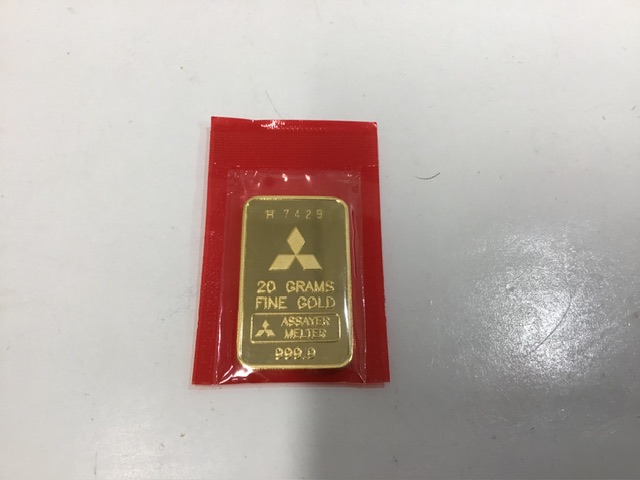 H 7429
20 GRAMS
FINE GOLD
ASSAYER
MELTER
999.9